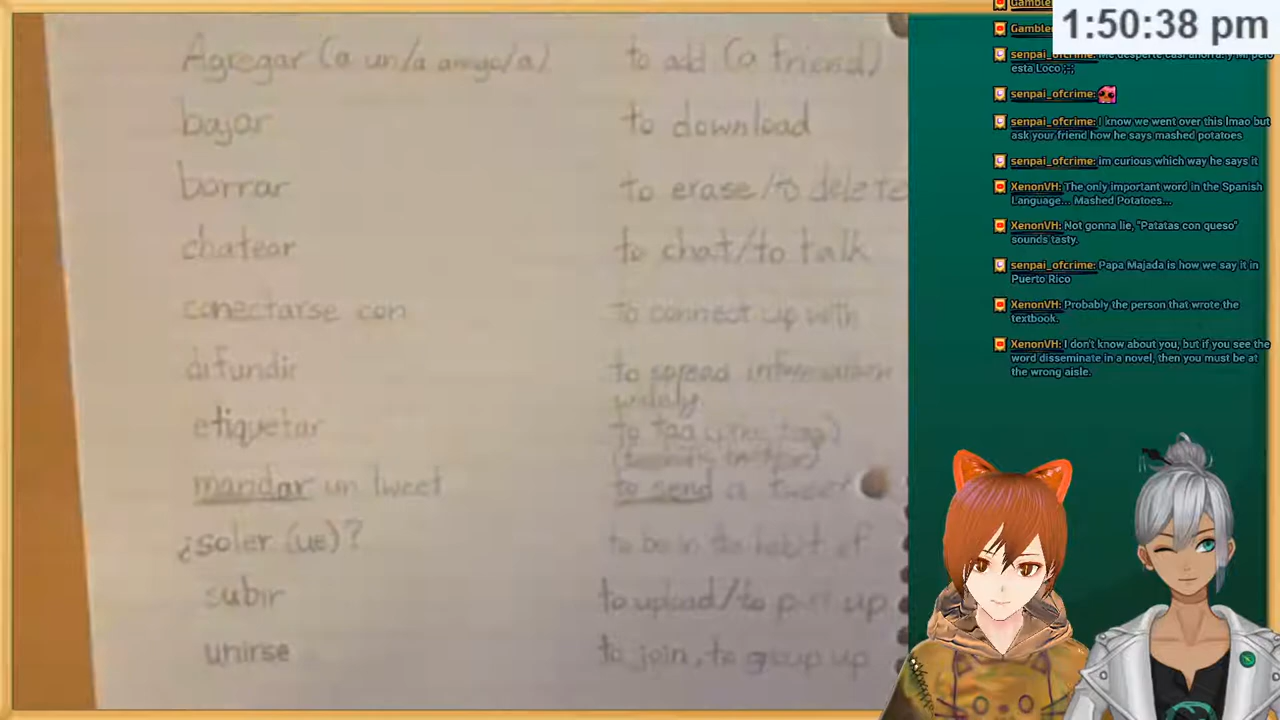 Agregar (a un/a amigo/a) to add (a friend)
bajar to download
borrar to erase/to delete
chatear to chat/to talk
conectarse con to connect up with
difundir to spread information
widely
etiquetar to tag
mandar un tweet to send a tweet
¿soler (ue)? to be in the habit of
subir to upload/to put up
unirse to join, to group up
1:50:38 pm
esta Loco ;-;
senpai_ofcrime:
senpai_ofcrime: I know we went over this lmao but
ask your friend how he says mashed potatoes
senpai_ofcrime: im curious which way he says it
XenonVH: The only important word in the Spanish
Language... Mashed Potatoes...
XenonVH: Not gonna lie, "Patatas con queso"
sounds tasty.
senpai_ofcrime: Papa Majada is how we say it in
Puerto Rico
XenonVH: Probably the person that wrote the
textbook.
XenonVH: I don't know about you, but if you see the
word disseminate in a novel, then you must be at
the wrong aisle.